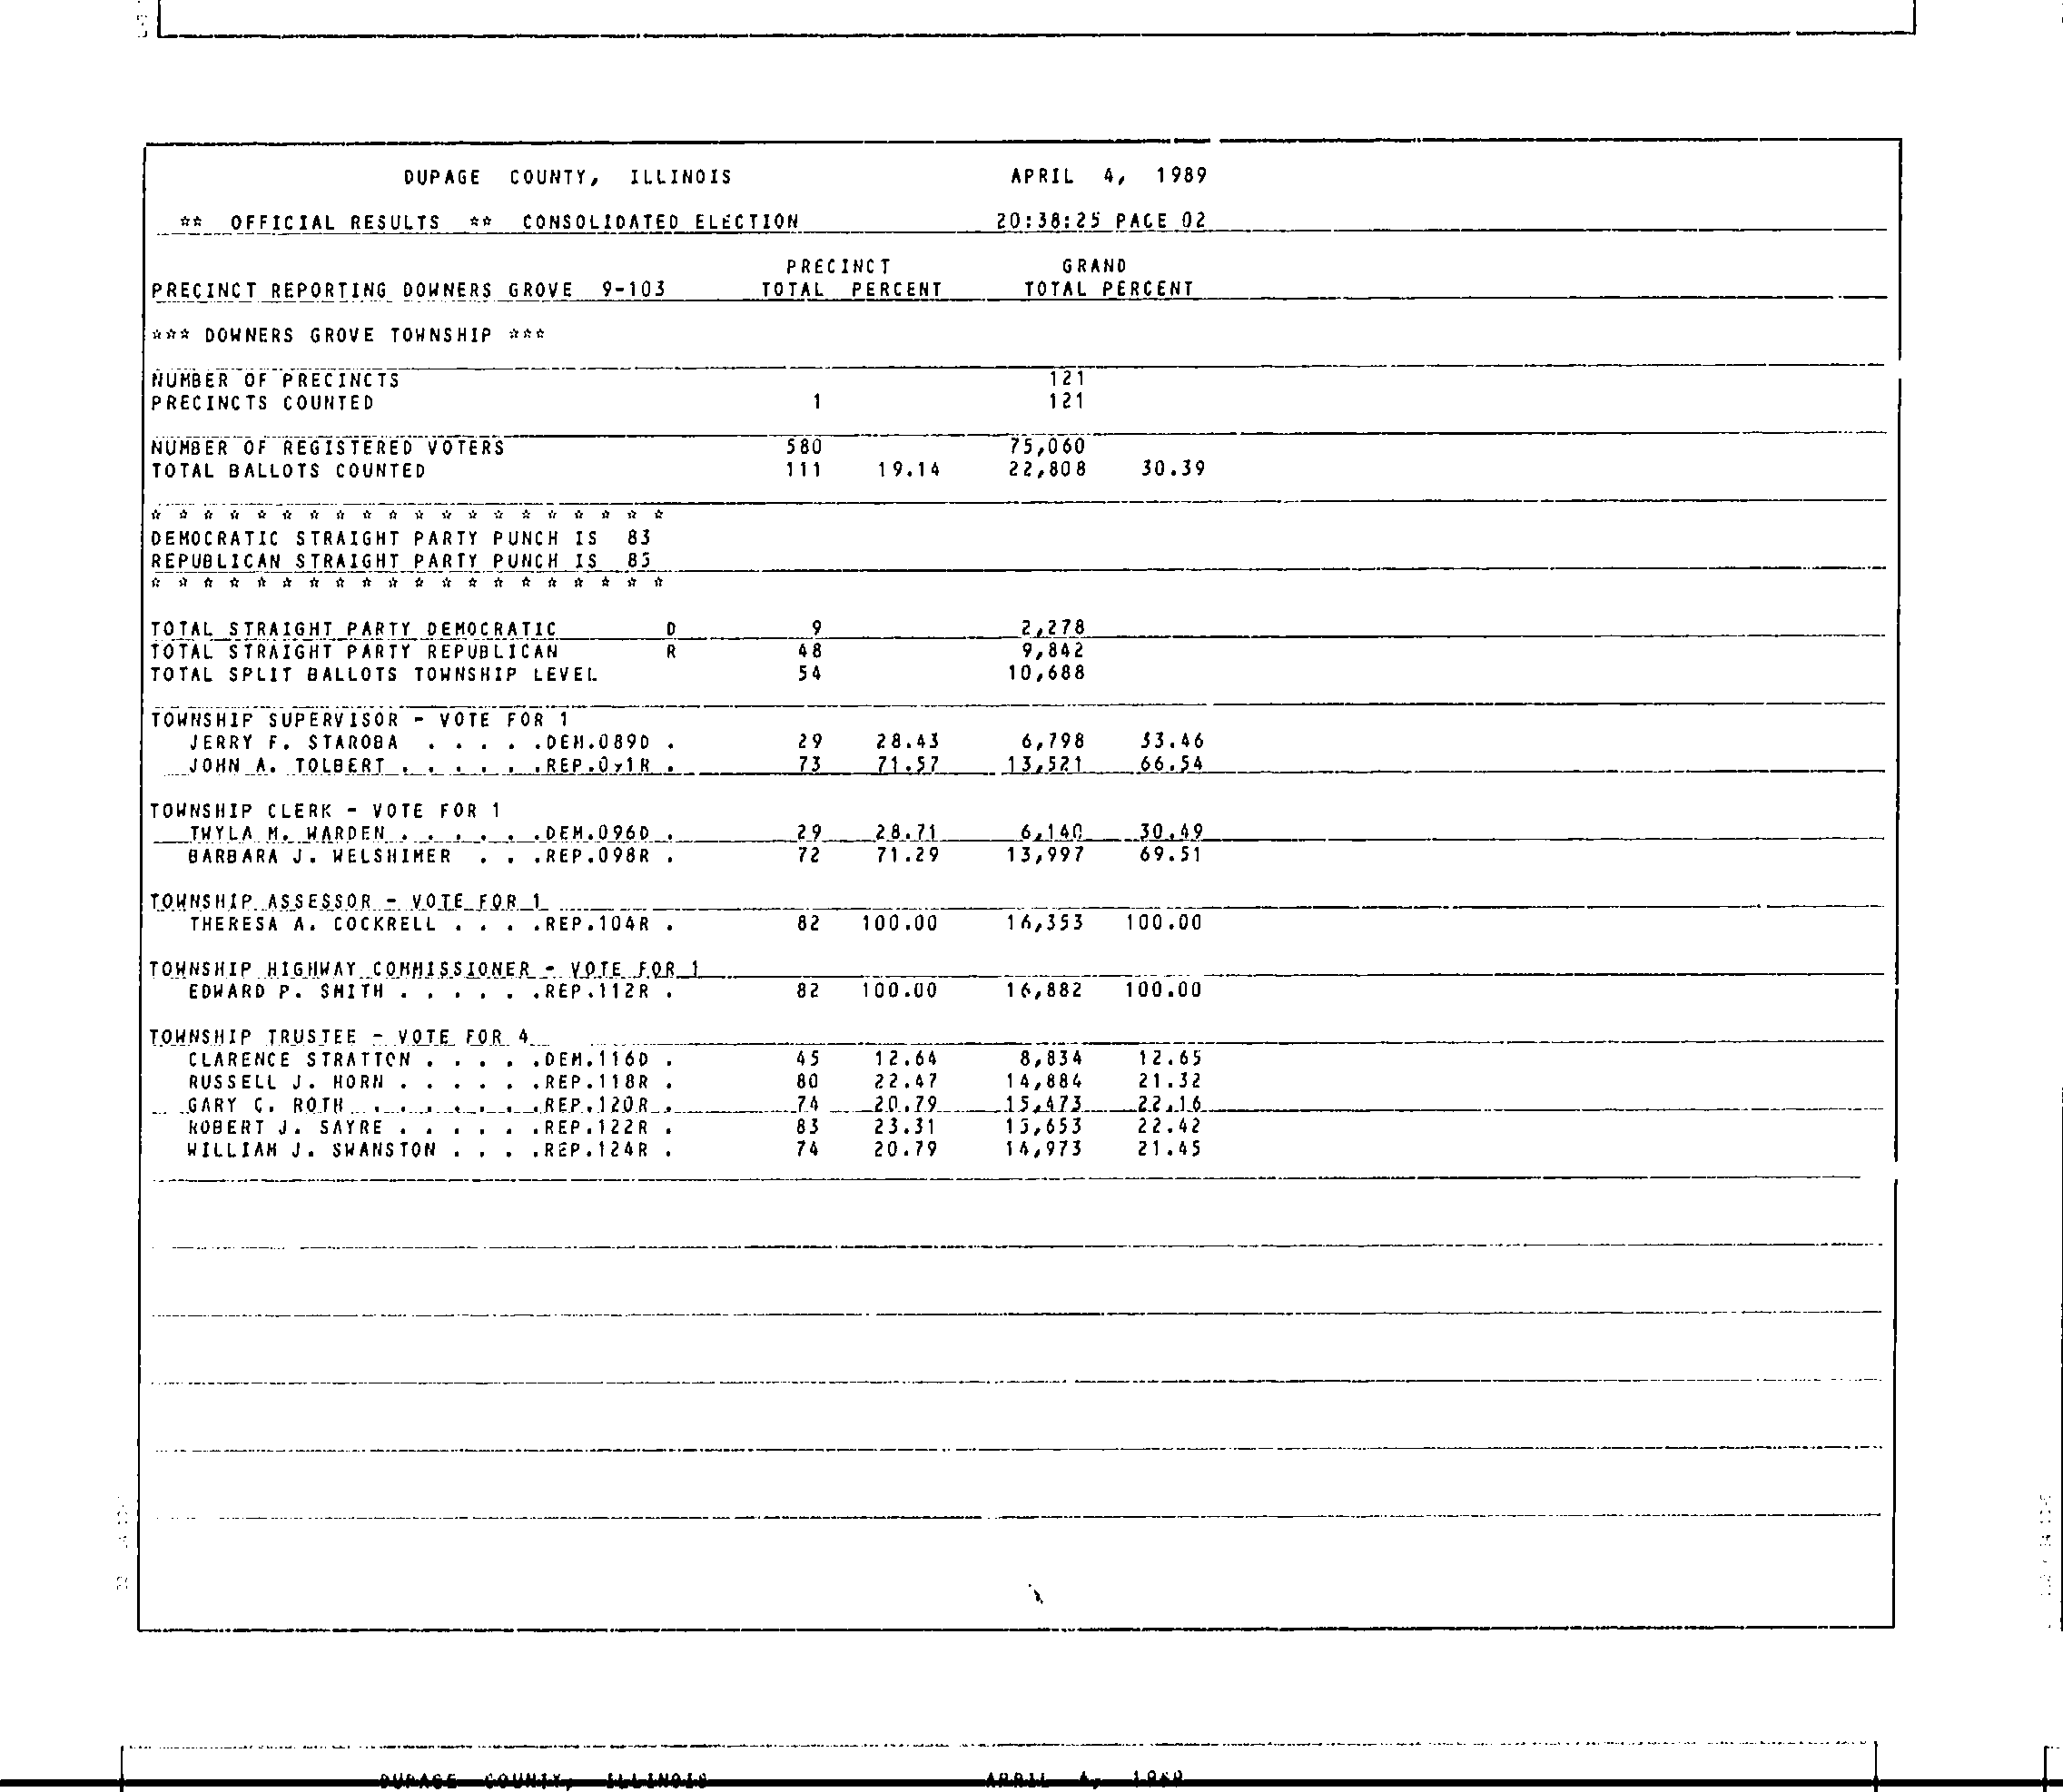 DUPAGE COUNTY, ILLINOIS APRIL 4, 1989
** OFFICIAL RESULTS ** CONSOLIDATED ELECTION 20:38:25 PAGE 02
PRECINCT GRAND
PRECINCT REPORTING DOWNERS GROVE 9-103 TOTAL PERCENT TOTAL PERCENT
*** DOWNERS GROVE TOWNSHIP ***
NUMBER OF PRECINCTS 121
PRECINCTS COUNTED 1 121
NUMBER OF REGISTERED VOTERS 580 75,060
TOTAL BALLOTS COUNTED 111 19.14 22,808 30.39
* * * * * * * * * * * * * * * * * * * *
DEMOCRATIC STRAIGHT PARTY PUNCH IS 83
REPUBLICAN STRAIGHT PARTY PUNCH IS 85
* * * * * * * * * * * * * * * * * * * *
TOTAL STRAIGHT PARTY DEMOCRATIC D 9 2,278
TOTAL STRAIGHT PARTY REPUBLICAN R 48 9,842
TOTAL SPLIT BALLOTS TOWNSHIP LEVEL 54 10,688
TOWNSHIP SUPERVISOR - VOTE FOR 1
JERRY F. STAROBA . . . . .DEM.089D . 29 28.43 6,798 33.46
JOHN A. TOLBERT . . . . . .REP.091R . 73 71.57 13,521 66.54
TOWNSHIP CLERK - VOTE FOR 1
TWYLA M. WARDEN . . . . . .DEM.096D . 29 28.71 6,140 30.49
BARBARA J. WELSHIMER . . .REP.098R . 72 71.29 13,997 69.51
TOWNSHIP ASSESSOR - VOTE FOR 1
THERESA A. COCKRELL . . . .REP.104R . 82 100.00 16,353 100.00
TOWNSHIP HIGHWAY COMMISSIONER - VOTE FOR 1
EDWARD P. SMITH . . . . . .REP.112R . 82 100.00 16,882 100.00
TOWNSHIP TRUSTEE - VOTE FOR 4
CLARENCE STRATTON . . . . .DEM.116D . 45 12.64 8,834 12.65
RUSSELL J. HORN . . . . . .REP.118R . 80 22.47 14,884 21.32
GARY C. ROTH . . . . . . .REP.120R . 74 20.79 15,473 22.16
ROBERT J. SAYRE . . . . . .REP.122R . 83 23.31 15,653 22.42
WILLIAM J. SWANSTON . . . .REP.124R . 74 20.79 14,973 21.45
DUPAGE COUNTY, ILLINOIS APRIL 4, 1989